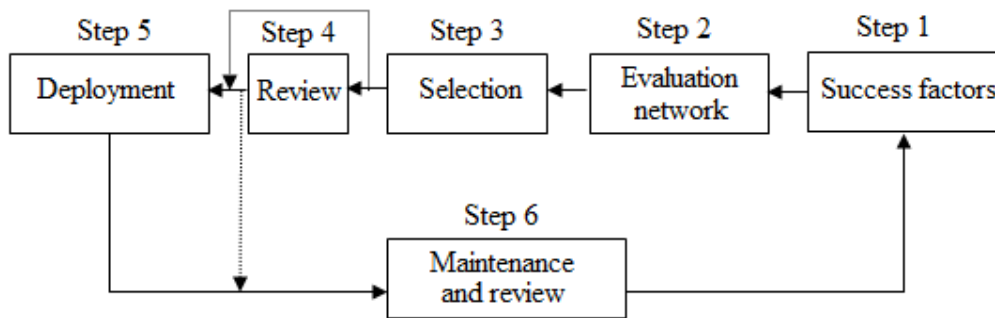 Step 5
Step 4
Step 3
Step 2
Step 1
Deployment
Review
Selection
Evaluation
network
Success factors
Step 6
Maintenance
and review